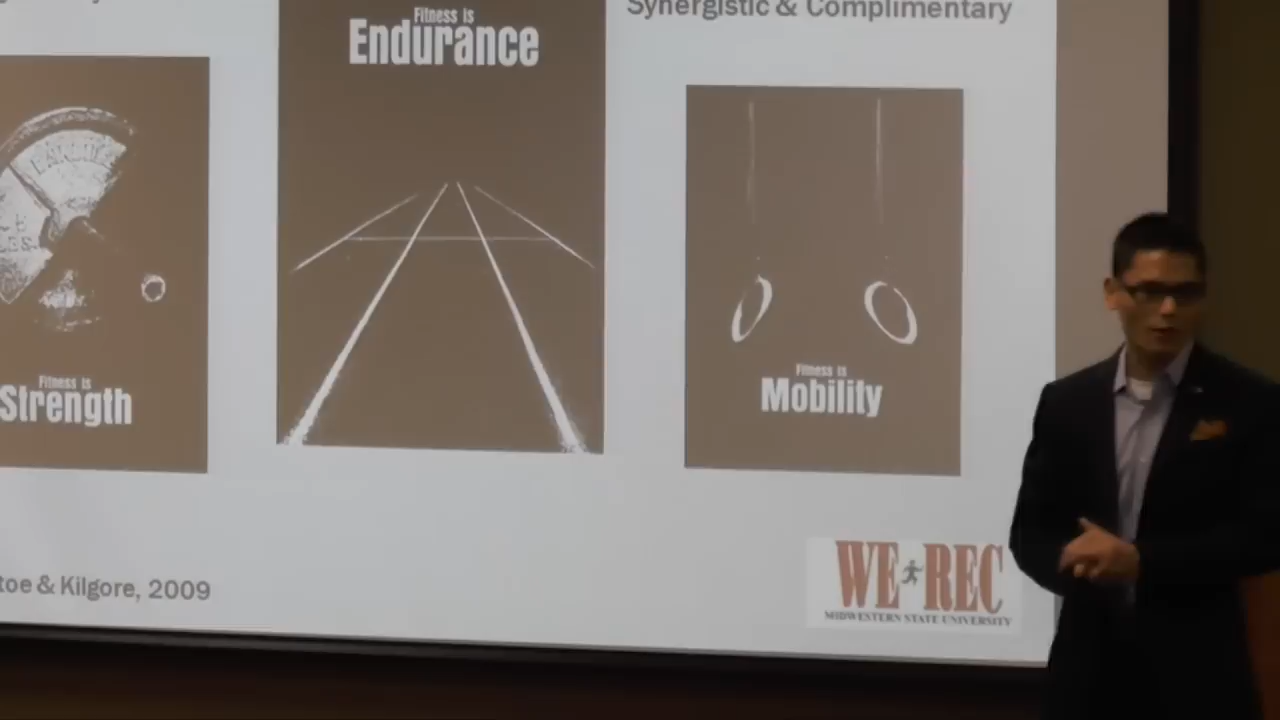 Synergistic & Complimentary
Fitness is
Endurance
Fitness is
Strength
Fitness is
Mobility
toe & Kilgore, 2009
WE REC
MIDWESTERN STATE UNIVERSITY